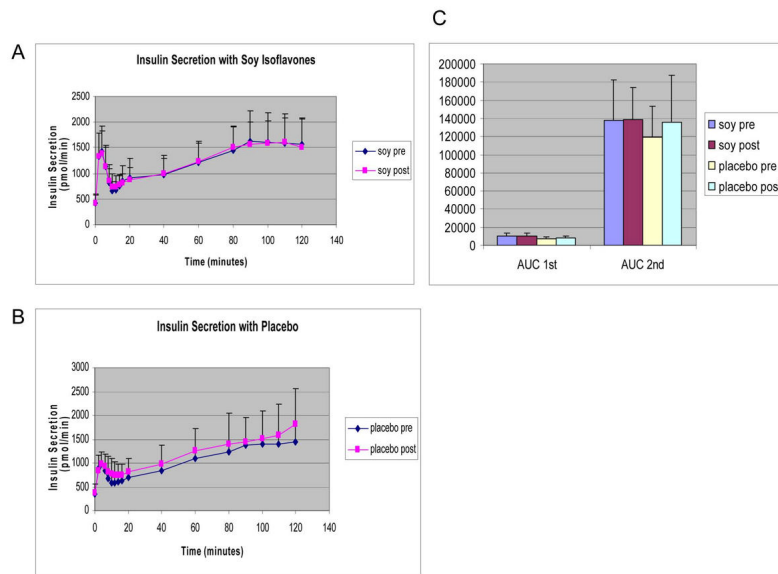 A
Insulin Secretion with Soy Isoflavones
2500
2000
1500
1000
500
0
Insulin Secretion
(pmol/min)
0 20 40 60 80 100 120 140
Time (minutes)
soy pre
soy post
B
Insulin Secretion with Placebo
3000
2500
2000
1500
1000
500
0
Insulin Secretion
(pmol/min)
0 20 40 60 80 100 120 140
Time (minutes)
placebo pre
placebo post
C
200000
180000
160000
140000
120000
100000
80000
60000
40000
20000
0
AUC 1st AUC 2nd
soy pre
soy post
placebo pre
placebo pos